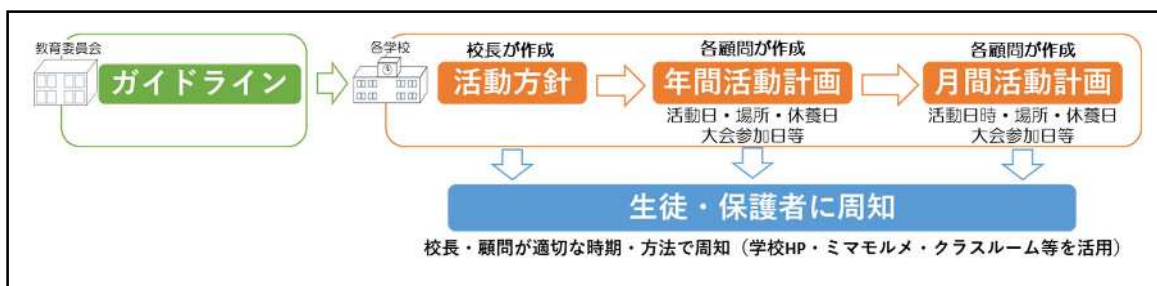 教育委員会
ガイドライン
各学校
校長が作成
活動方針
各顧問が作成
年間活動計画
活動日・場所・休養日
大会参加日等
各顧問が作成
月間活動計画
活動日時・場所・休養日
大会参加日等
生徒・保護者に周知
校長・顧問が適切な時期・方法で周知（学校HP・ミマモルメ・クラスルーム等を活用）